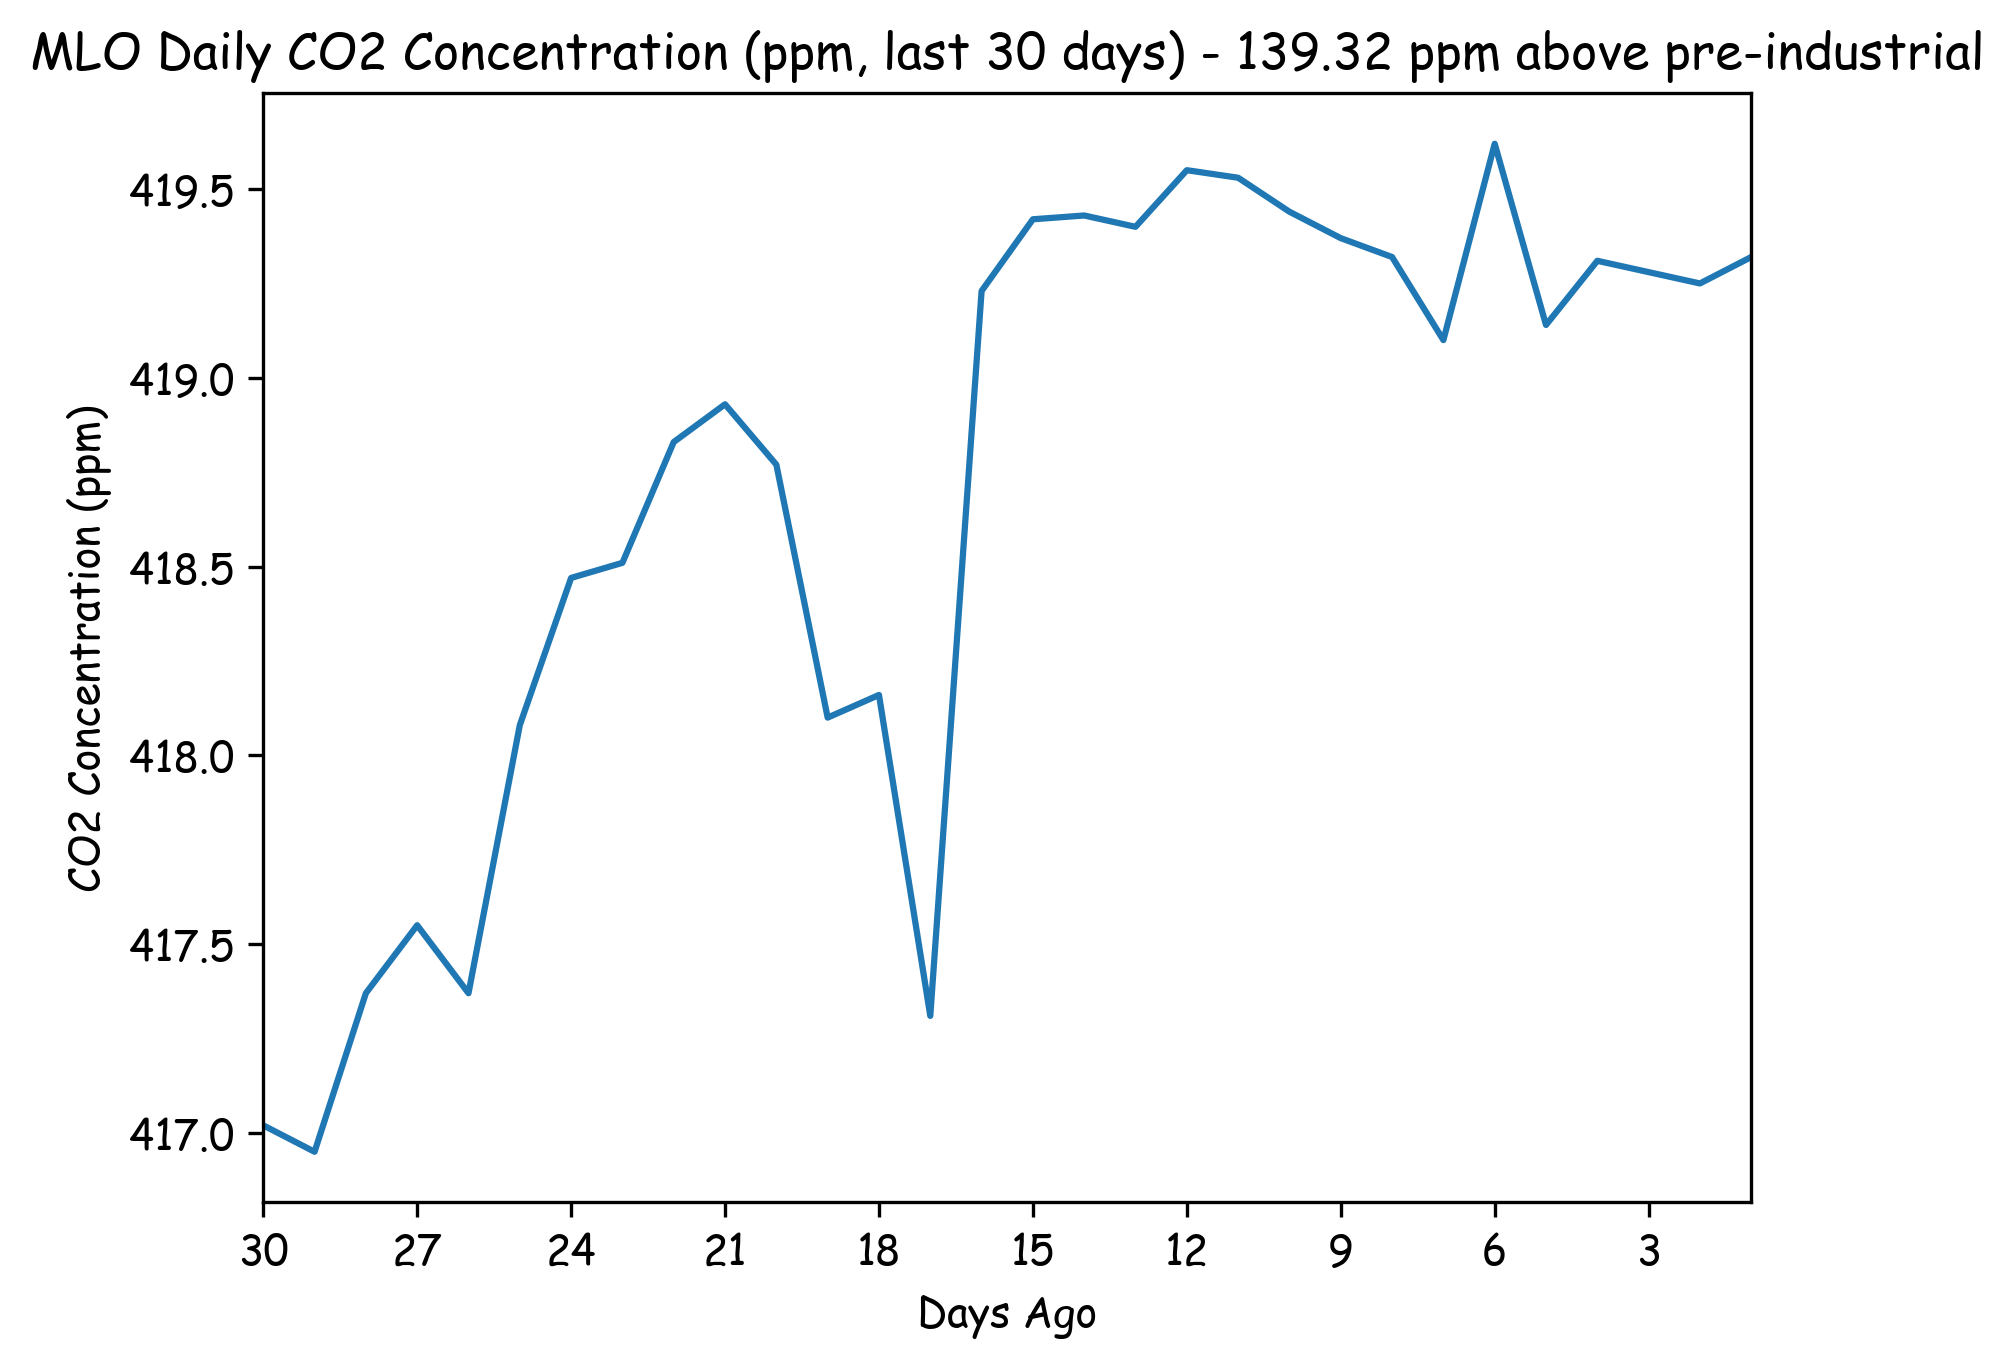 MLO Daily CO2 Concentration (ppm, last 30 days) - 139.32 ppm above pre-industrial
CO2 Concentration (ppm)
419.5
419.0
418.5
418.0
417.5
417.0
30 27 24 21 18 15 12 9 6 3
Days Ago